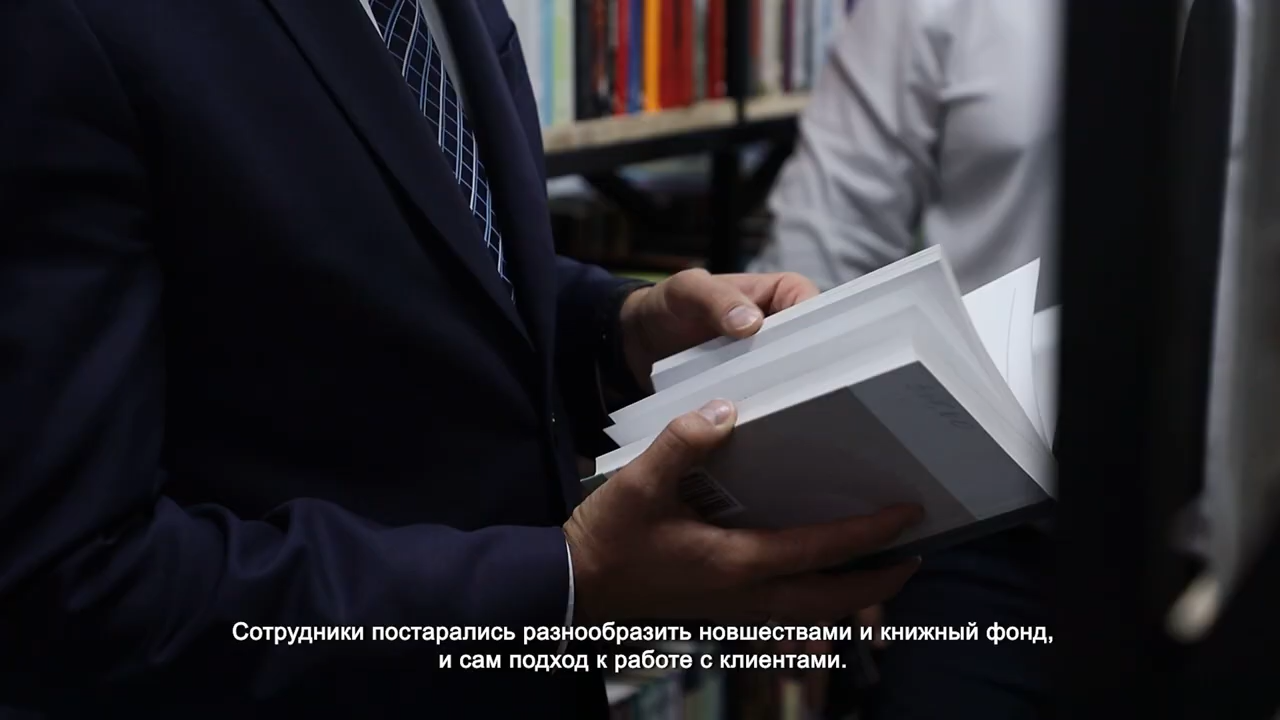 Сотрудники постарались разнообразить новшествами и книжный фонд,
и сам подход к работе с клиентами.